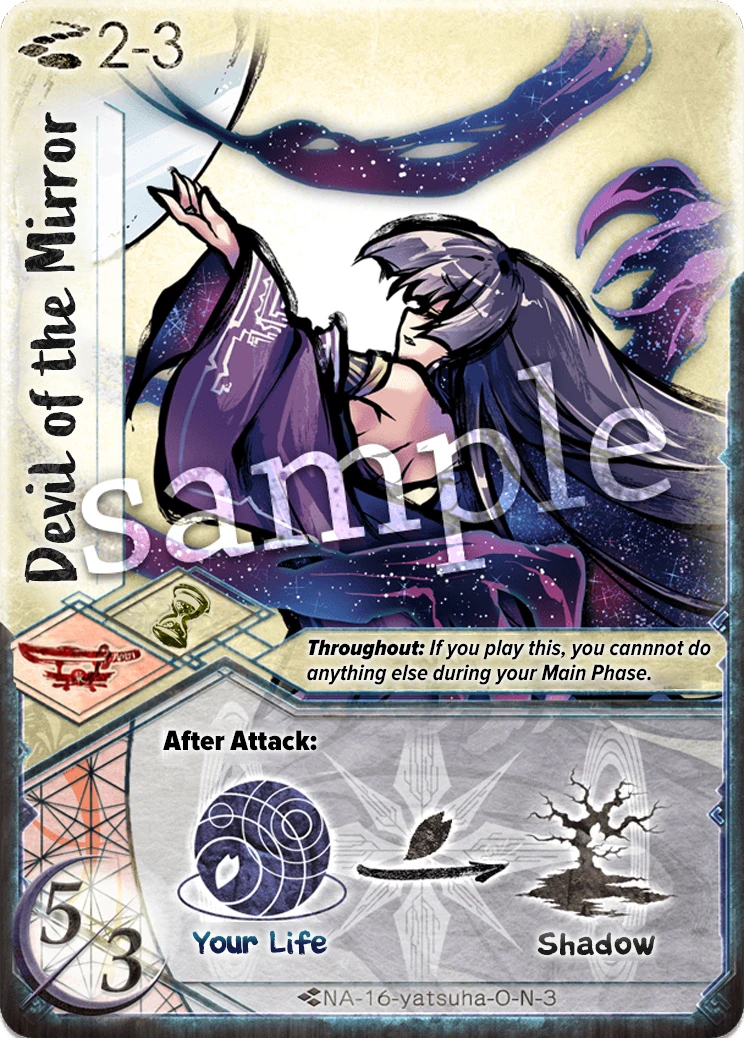 2-3
Devil of the Mirror
sample
Throughout: If you play this, you cannnot do
anything else during your Main Phase.
After Attack:
Your Life
Shadow
5/3
NA-16-yatsuha-O-N-3